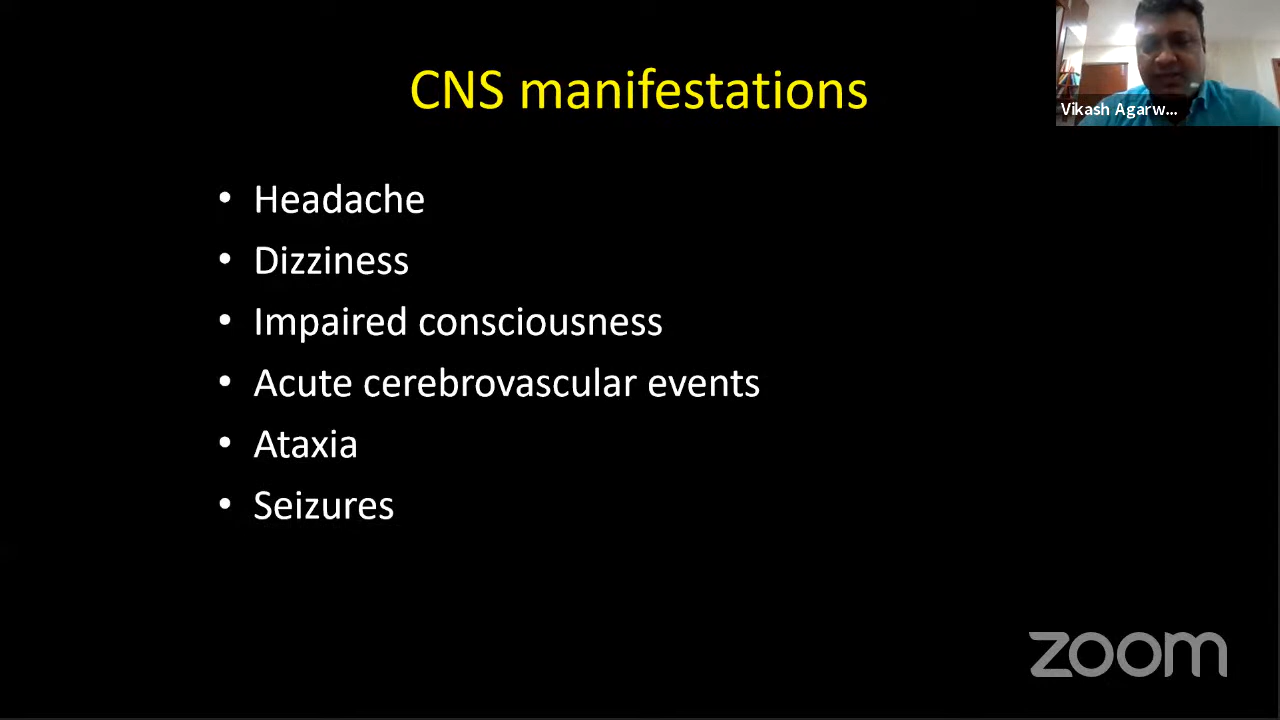 CNS manifestations
Vikash Agarw...
• Headache
• Dizziness
• Impaired consciousness
• Acute cerebrovascular events
• Ataxia
• Seizures
zoom